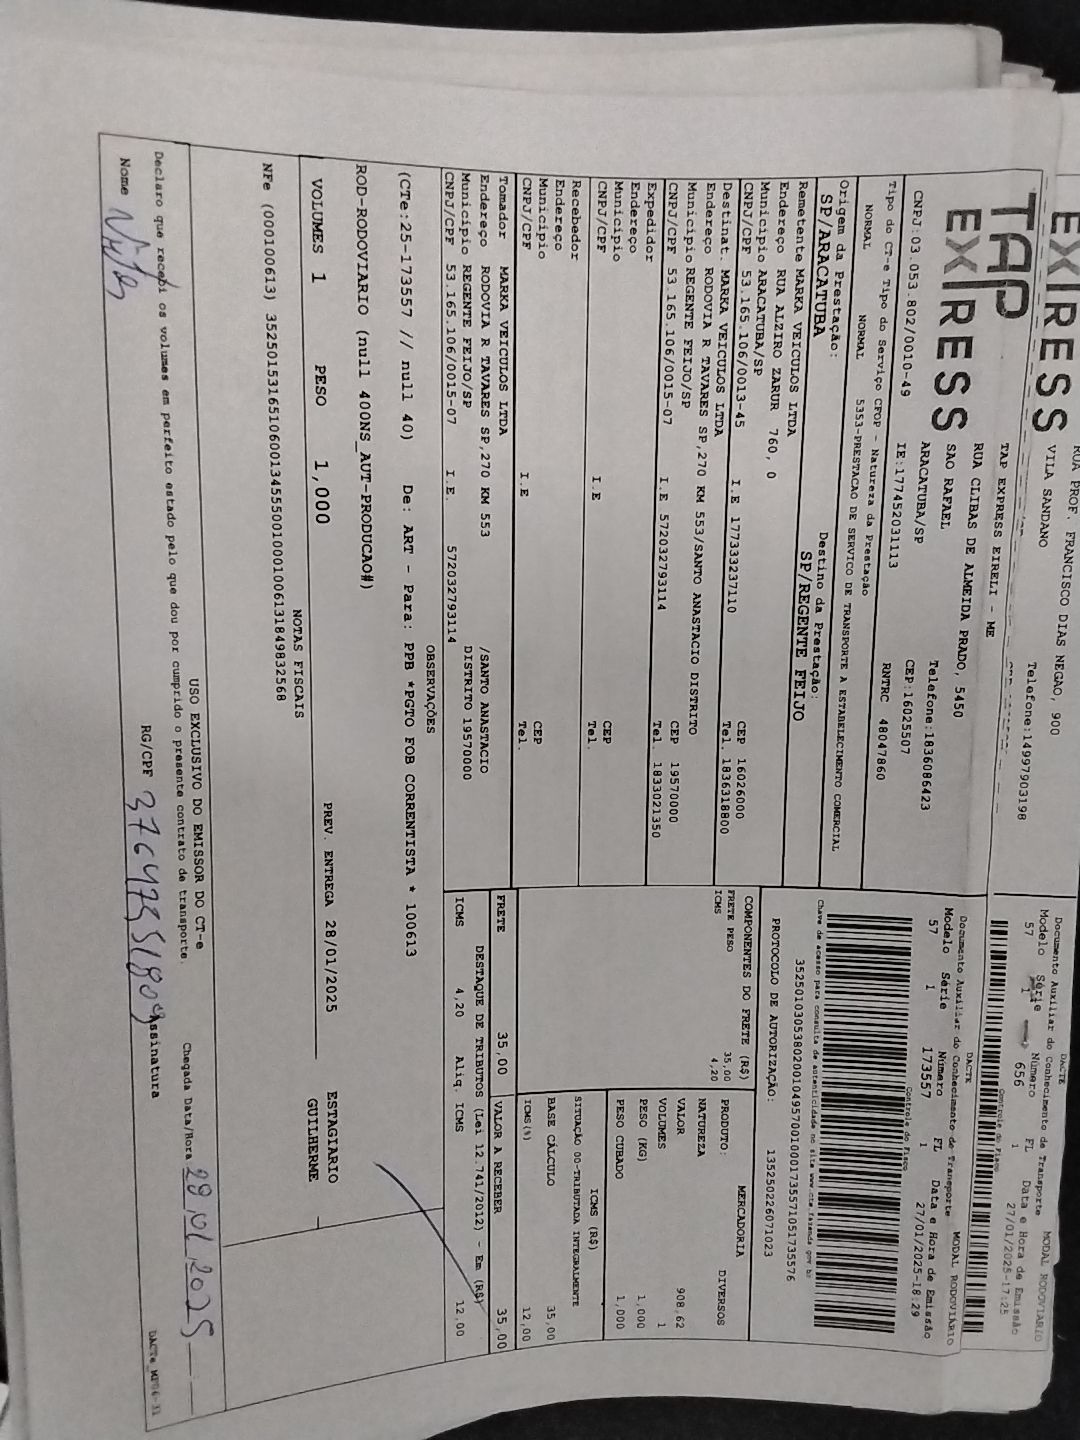 RUA PROF. FRANCISCO DIAS NEGAO, 900
VILA SANDANO
Telefone:14997903198
EXPRESS
DACTE
Documento Auxiliar do Conhecimento de Transporte
MODAL RODOVIARIO
Modelo Série Número FL Data e Hora de Emissão
57 1 656 1 27/01/2025-17:25
Controle do Fisco
TAP
EXPRESS
TAP EXPRESS EIRELI - ME
RUA CLIBAS DE ALMEIDA PRADO, 5450
SAO RAFAEL
Telefone:1836086423
ARACATUBA/SP
CEP:16025507
CNPJ:03.053.802/0010-49
IE:177452031113
RNTRC 48047860
DACTE
Documento Auxiliar do Conhecimento de Transporte
MODAL RODOVIÁRIO
Modelo Série Número FL Data e Hora de Emissão
57 1 173557 1 27/01/2025-18:29
Controle do Fisco
Tipo do CT-e Tipo do Serviço CFOP - Natureza da Prestação
NORMAL NORMAL 5353-PRESTACAO DE SERVICO DE TRANSPORTE A ESTABELECIMENTO COMERCIAL
Origem da Prestação: Destino da Prestação:
SP/ARACATUBA SP/REGENTE FEIJO
Chave de acesso para consulta de autenticidade no site www.cte.fazenda.gov.br
35250103053802001049570010001735571051735576
PROTOCOLO DE AUTORIZAÇÃO: 135250226071023
Remetente MARKA VEICULOS LTDA
Endereço RUA ALZIRO ZARUR 760, 0
Município ARACATUBA/SP CEP 16026000
CNPJ/CPF 53.165.106/0013-45 I.E 177333237110 Tel. 1836318800
Destinat. MARKA VEICULOS LTDA
Endereço RODOVIA R TAVARES SP,270 KM 553/SANTO ANASTACIO DISTRITO
Município REGENTE FEIJO/SP CEP 19570000
CNPJ/CPF 53.165.106/0015-07 I.E 572032793114 Tel 1833021350
Expedidor
Endereço
Município CEP
CNPJ/CPF I.E Tel.
Recebedor
Endereço
Município CEP
CNPJ/CPF I.E Tel.
Tomador MARKA VEICULOS LTDA
Endereço RODOVIA R TAVARES SP,270 KM 553 /SANTO ANASTACIO
Município REGENTE FEIJO/SP DISTRITO 19570000
CNPJ/CPF 53.165.106/0015-07 I.E. 572032793114
COMPONENTES DO FRETE (R$)
FRETE PESO 35,00
ICMS 4,20
MERCADORIA
PRODUTO: DIVERSOS
NATUREZA
VALOR 908,62
VOLUMES 1
PESO (KG) 1,000
PESO CUBADO 1,000
ICMS (R$)
SITUAÇÃO 00-TRIBUTADA INTEGRALMENTE
BASE CÁLCULO 35,00
ICMS(%) 12,00
FRETE 35,00 VALOR A RECEBER 35,00
DESTAQUE DE TRIBUTOS (Lei 12.741/2012) - Em (R$)
ICMS 4,20 Aliq. ICMS 12,00
OBSERVAÇÕES
(CTe:25-173557 // null 40) De: ART - Para: PPB *PGTO FOB CORRENTISTA * 100613
ROD-RODOVIARIO (null 400NS_AUT-PRODUCAO#)
VOLUMES 1 PESO 1,000 PREV. ENTREGA 28/01/2025
ESTAGIARIO
GUILHERME
NOTAS FISCAIS
NFe (000100613) 35250153165106001345550010001006131849832568
USO EXCLUSIVO DO EMISSOR DO CT-e
Declaro que recebi os volumes em perfeito estado pelo que dou por cumprido o presente contrato de transporte.
Chegada Data/Hora 28.01.2025
Nome RG/CPF Assinatura